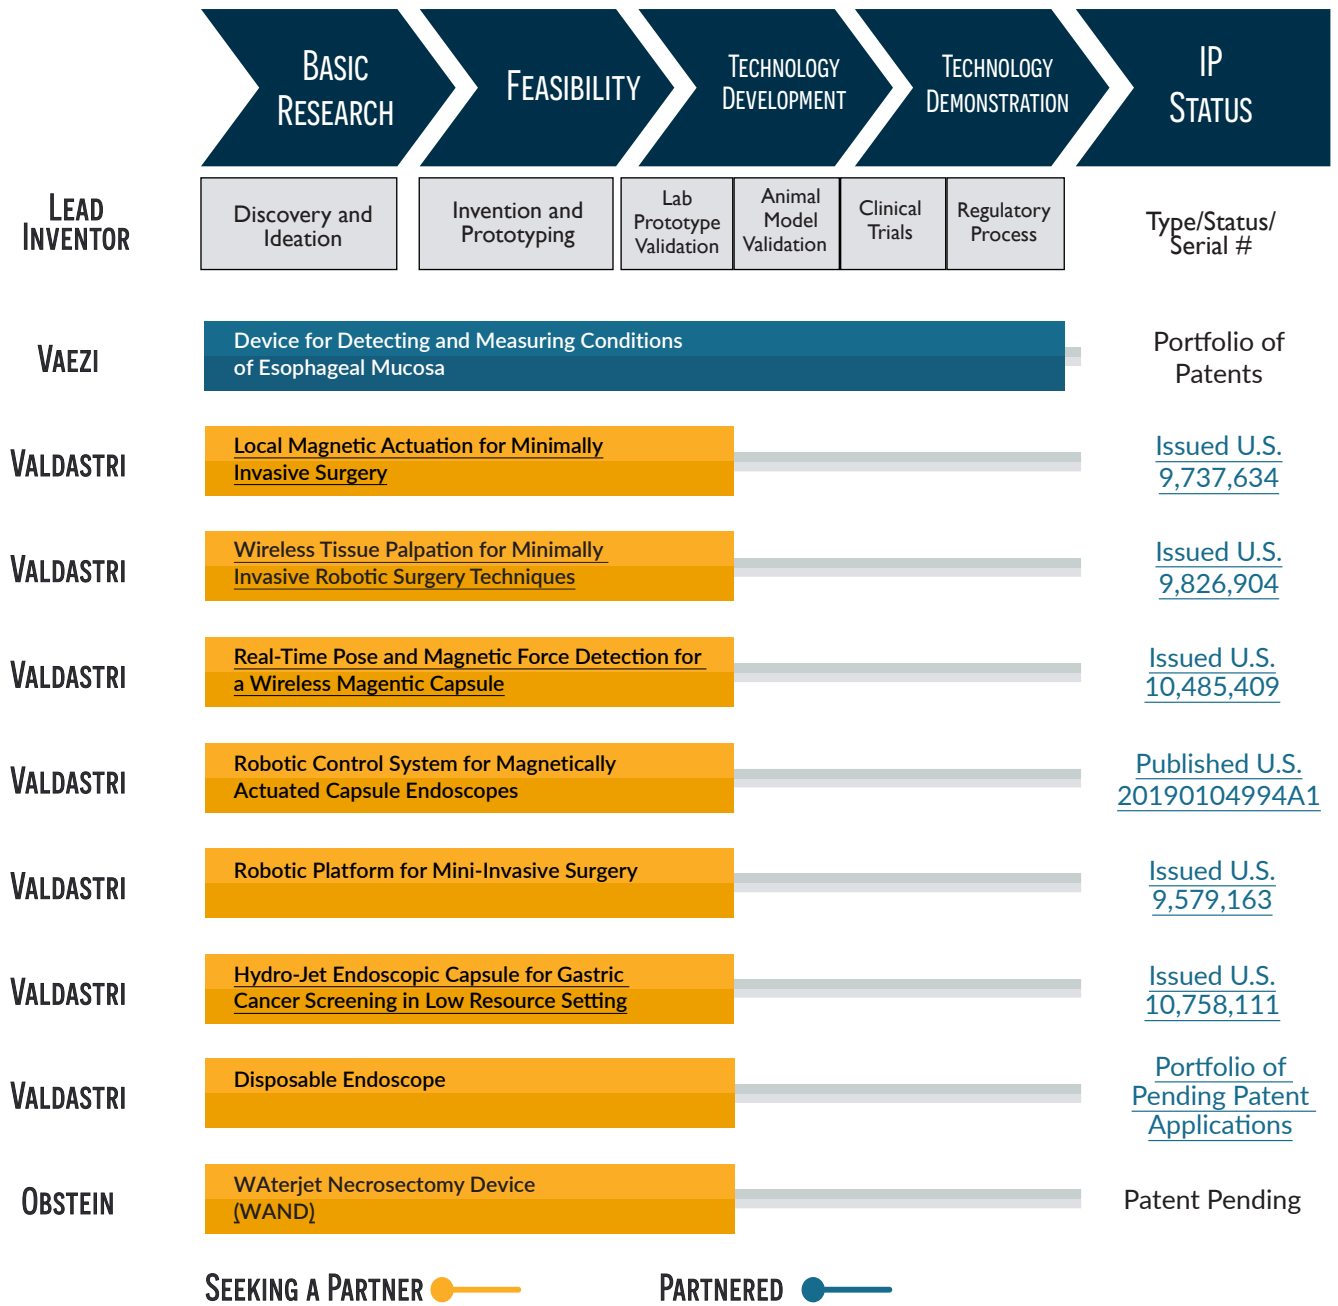 BASIC
RESEARCH
FEASIBILITY
TECHNOLOGY
DEVELOPMENT
TECHNOLOGY
DEMONSTRATION
IP
STATUS
LEAD
INVENTOR
Discovery and
Ideation
Invention and
Prototyping
Lab
Prototype
Validation
Animal
Model
Validation
Clinical
Trials
Regulatory
Process
Type/Status/
Serial #
VAEZI
Device for Detecting and Measuring Conditions
of Esophageal Mucosa
Portfolio of
Patents
VALDASTRI
Local Magnetic Actuation for Minimally
Invasive Surgery
Issued U.S.
9,737,634
VALDASTRI
Wireless Tissue Palpation for Minimally
Invasive Robotic Surgery Techniques
Issued U.S.
9,826,904
VALDASTRI
Real-Time Pose and Magnetic Force Detection for
a Wireless Magentic Capsule
Issued U.S.
10,485,409
VALDASTRI
Robotic Control System for Magnetically
Actuated Capsule Endoscopes
Published U.S.
20190104994A1
VALDASTRI
Robotic Platform for Mini-Invasive Surgery
Issued U.S.
9,579,163
VALDASTRI
Hydro-Jet Endoscopic Capsule for Gastric
Cancer Screening in Low Resource Setting
Issued U.S.
10,758,111
VALDASTRI
Disposable Endoscope
Portfolio of
Pending Patent
Applications
OBSTEIN
WAterjet Necrosectomy Device
(WAND)
Patent Pending
SEEKING A PARTNER
PARTNERED